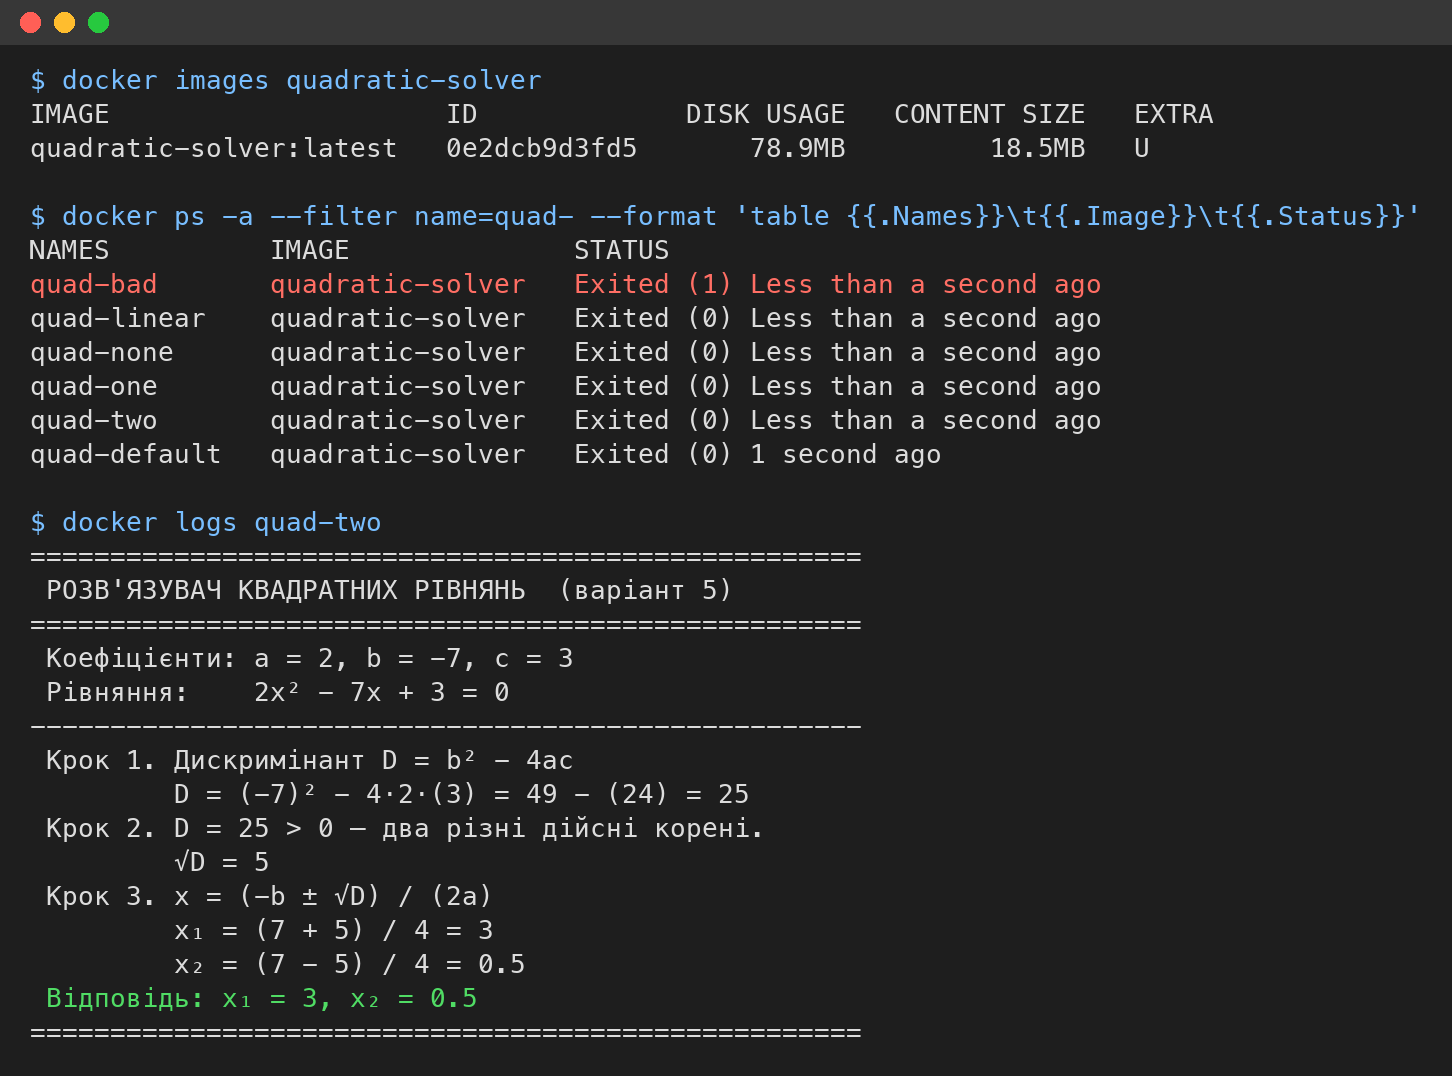 $ docker images quadratic-solver
IMAGE                     ID             DISK USAGE   CONTENT SIZE   EXTRA
quadratic-solver:latest   0e2dcb9d3fd5       78.9MB         18.5MB   U
$ docker ps -a --filter name=quad- --format 'table {{.Names}}\t{{.Image}}\t{{.Status}}'
NAMES          IMAGE              STATUS
quad-bad       quadratic-solver   Exited (1) Less than a second ago
quad-linear    quadratic-solver   Exited (0) Less than a second ago
quad-none      quadratic-solver   Exited (0) Less than a second ago
quad-one       quadratic-solver   Exited (0) Less than a second ago
quad-two       quadratic-solver   Exited (0) Less than a second ago
quad-default   quadratic-solver   Exited (0) 1 second ago
$ docker logs quad-two
====================================================
 РОЗВ'ЯЗУВАЧ КВАДРАТНИХ РІВНЯНЬ  (варіант 5)
====================================================
 Коефіцієнти: a = 2, b = -7, c = 3
 Рівняння:    2x² - 7x + 3 = 0
----------------------------------------------------
 Крок 1. Дискримінант D = b² - 4ac
         D = (-7)² - 4·2·(3) = 49 - (24) = 25
 Крок 2. D = 25 > 0 — два різні дійсні корені.
         √D = 5
 Крок 3. x = (-b ± √D) / (2a)
         x₁ = (7 + 5) / 4 = 3
         x₂ = (7 - 5) / 4 = 0.5
 Відповідь: x₁ = 3, x₂ = 0.5
====================================================